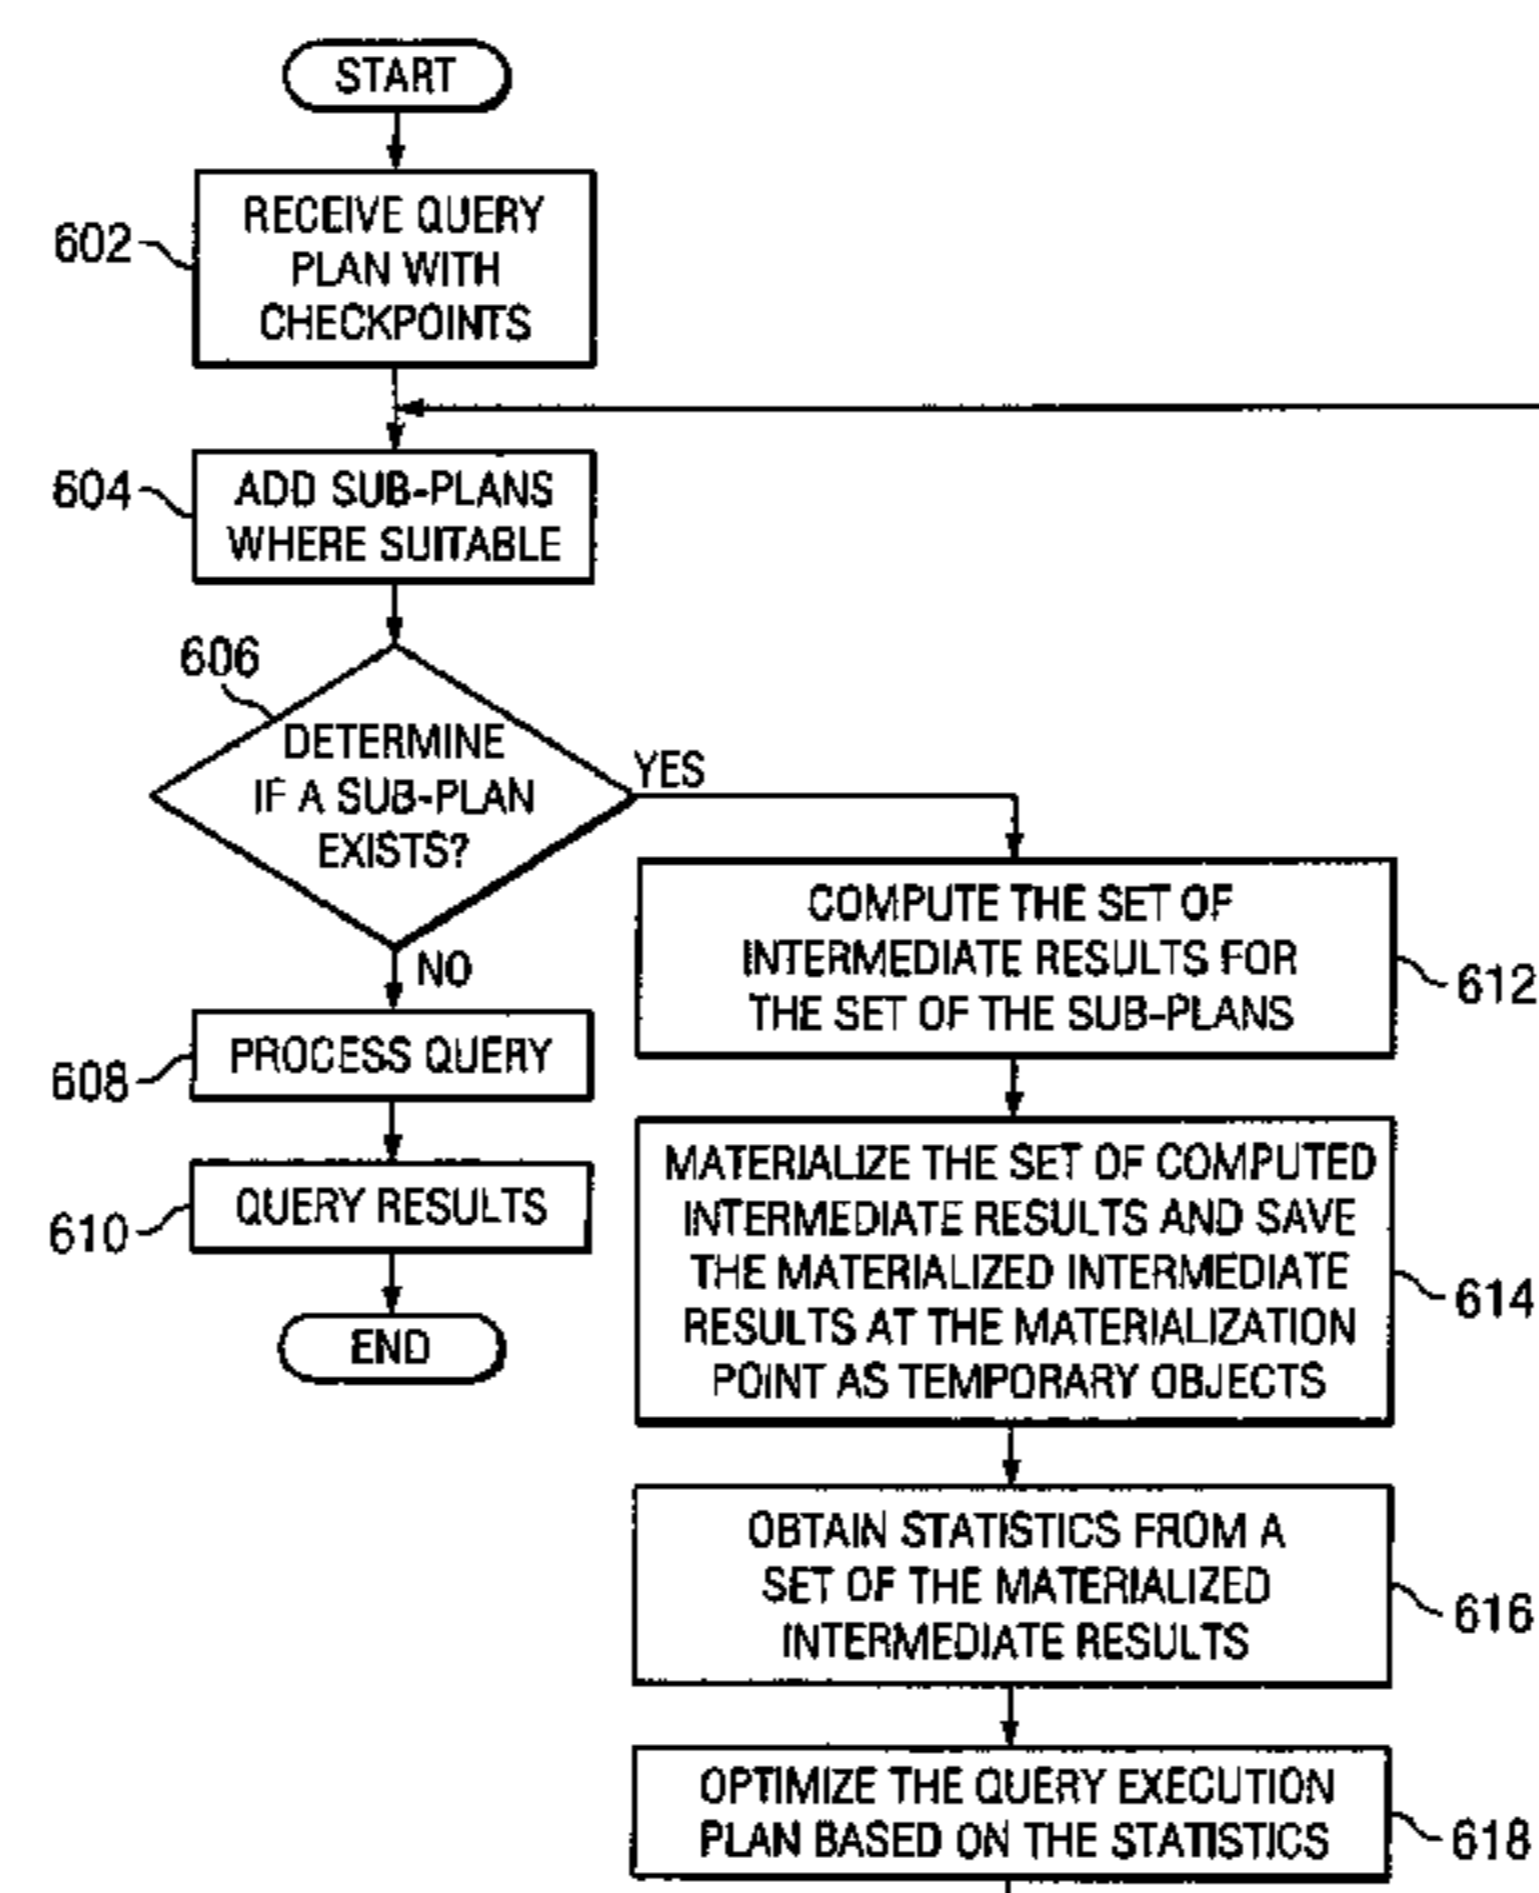 START
602
RECEIVE QUERY
PLAN WITH
CHECKPOINTS
604
ADD SUB-PLANS
WHERE SUITABLE
606
DETERMINE
IF A SUB-PLAN
EXISTS?
YES
NO
608
PROCESS QUERY
610
QUERY RESULTS
END
COMPUTE THE SET OF
INTERMEDIATE RESULTS FOR
THE SET OF THE SUB-PLANS
612
MATERIALIZE THE SET OF COMPUTED
INTERMEDIATE RESULTS AND SAVE
THE MATERIALIZED INTERMEDIATE
RESULTS AT THE MATERIALIZATION
POINT AS TEMPORARY OBJECTS
614
OBTAIN STATISTICS FROM A
SET OF THE MATERIALIZED
INTERMEDIATE RESULTS
616
OPTIMIZE THE QUERY EXECUTION
PLAN BASED ON THE STATISTICS
618